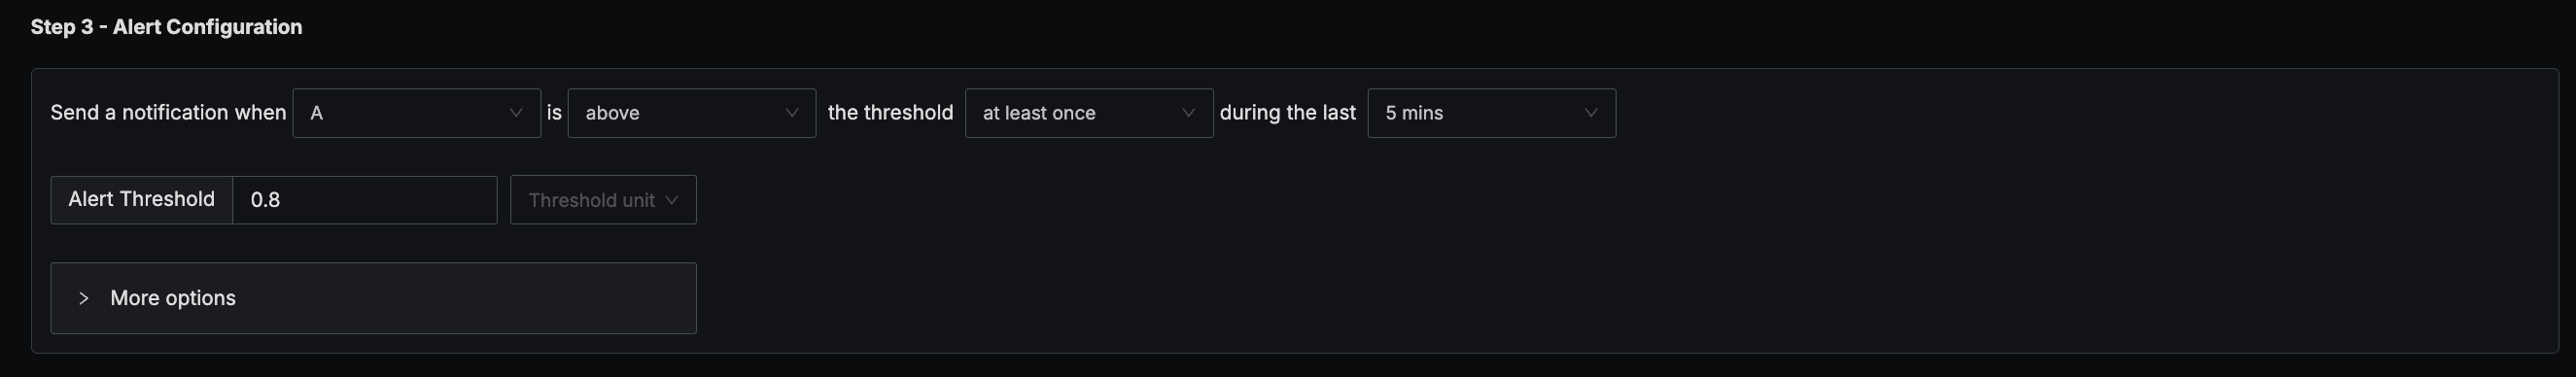 Step 3 - Alert Configuration
Send a notification when A is above the threshold at least once during the last 5 mins
Alert Threshold 0.8 Threshold unit
More options